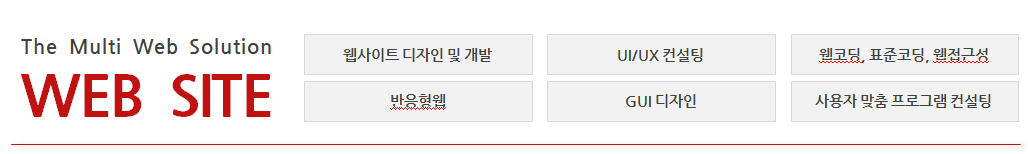 The Multi Web Solution
WEB SITE
웹사이트 디자인 및 개발
UI/UX 컨설팅
웹코딩, 표준코딩, 웹접근성
반응형웹
GUI 디자인
사용자 맞춤 프로그램 컨설팅